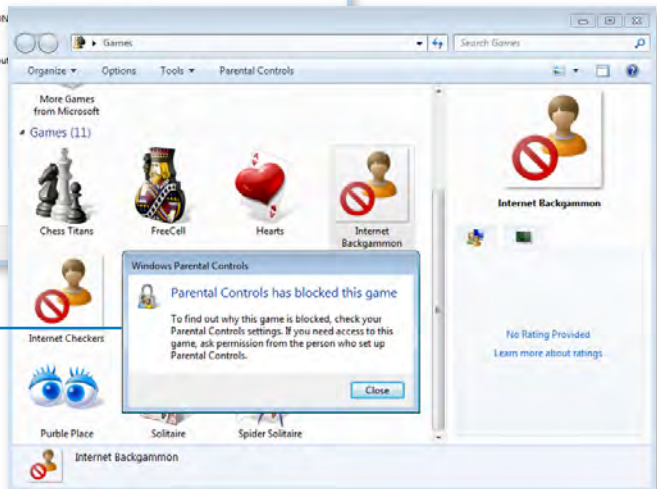 IN
Games
Search Games
Organize
Options
Tools
Parental Controls
More Games
from Microsoft
Games (11)
Chess Titans
FreeCell
Hearts
Internet
Backgammon
Internet Backgammon
Windows Parental Controls
Parental Controls has blocked this game
To find out why this game is blocked, check your
Parental Controls settings. If you need access to this
game, ask permission from the person who set up
Parental Controls.
Close
Internet Checkers
No Rating Provided
Learn more about ratings
Purble Place
Solitaire
Spider Solitaire
Internet Backgammon